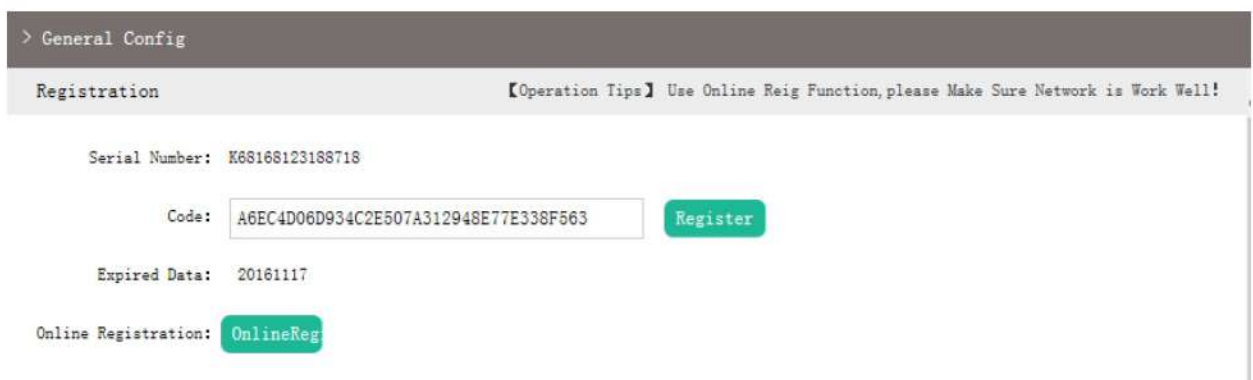 > General Config
Registration 【Operation Tips】 Use Online Reig Function,please Make Sure Network is Work Well!
Serial Number: K68168123188718
Code: A6EC4D06D934C2E507A312948E77E338F563 Register
Expired Data: 20161117
Online Registration: OnlineReg